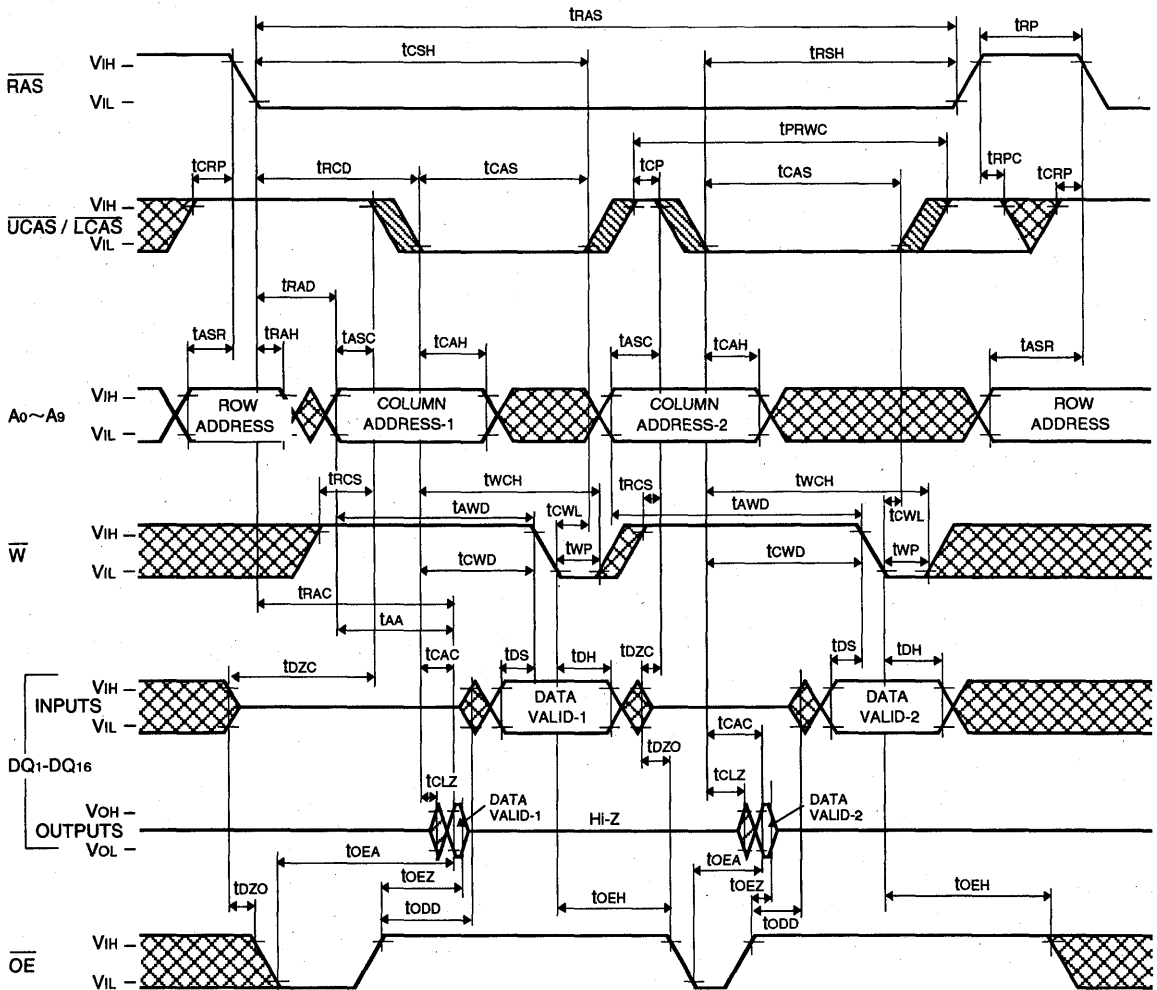 tRAS
tRP
tCSH
tRSH
RAS
VIH
VIL
tPRWC
tCRP
tRCD
tCAS
tCP
tCAS
tRPC
tCRP
UCAS / LCAS
VIH
VIL
tRAD
tASR
tRAH
tASC
tCAH
tASC
tCAH
tASR
A0~A9
VIH
VIL
ROW ADDRESS
COLUMN ADDRESS-1
COLUMN ADDRESS-2
ROW ADDRESS
tRCS
tWCH
tRCS
tWCH
tAWD
tCWL
tAWD
tCWL
W
VIH
VIL
tWP
tWP
tCWD
tCWD
tRAC
tAA
tDZC
tCAC
tDS
tDH
tDZC
tDS
tDH
DQ1-DQ16
INPUTS
VIH
VIL
DATA VALID-1
DATA VALID-2
tCAC
tDZO
tCLZ
tCLZ
OUTPUTS
VOH
VOL
DATA VALID-1
Hi-Z
DATA VALID-2
tOEA
tOEA
tDZO
tOEZ
tOEZ
tODD
tOEH
tODD
tOEH
OE
VIH
VIL